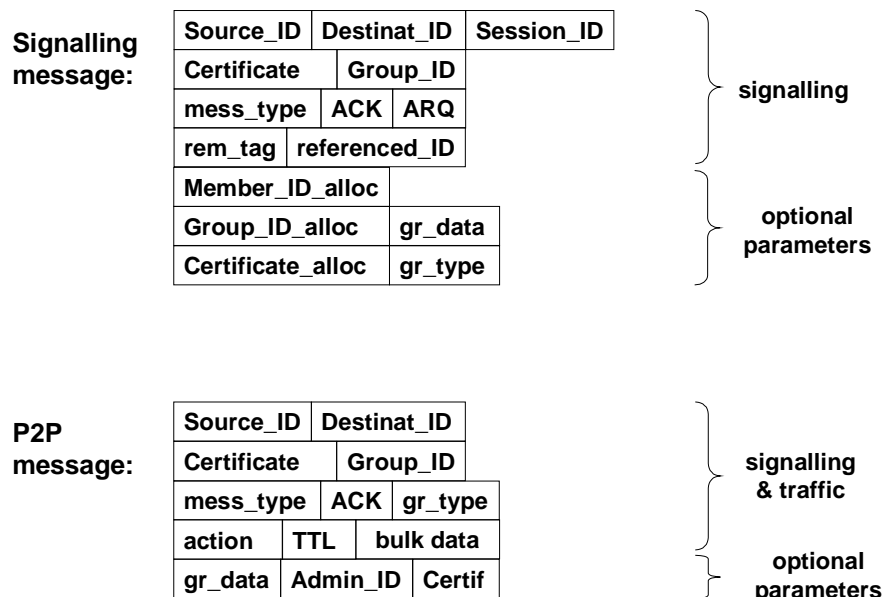 Signalling message:
Source_ID Destinat_ID Session_ID
Certificate Group_ID
mess_type ACK ARQ
rem_tag referenced_ID
signalling
Member_ID_alloc
Group_ID_alloc gr_data
Certificate_alloc gr_type
optional parameters
P2P message:
Source_ID Destinat_ID
Certificate Group_ID
mess_type ACK gr_type
action TTL bulk data
signalling & traffic
gr_data Admin_ID Certif
optional parameters